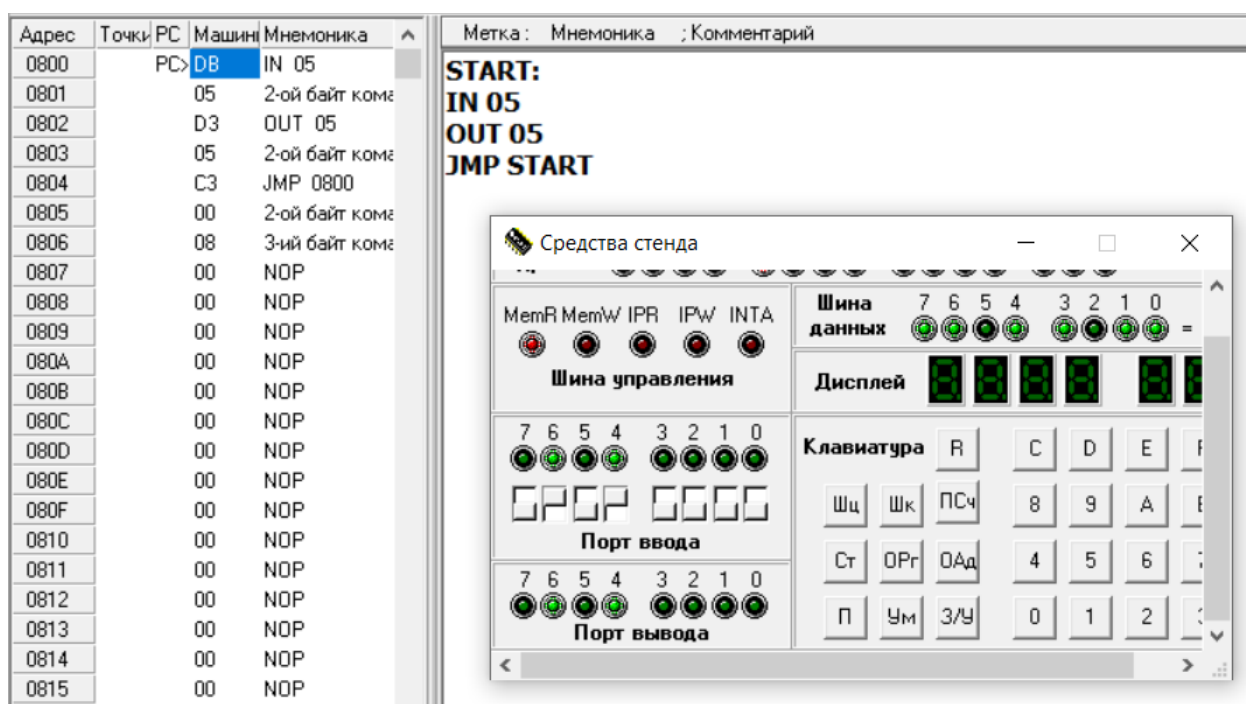 Адрес Точки PC Машин Мнемоника
0800 PC> DB IN 05
0801 05 2-ой байт кома
0802 D3 OUT 05
0803 05 2-ой байт кома
0804 C3 JMP 0800
0805 00 2-ой байт кома
0806 08 3-ий байт кома
0807 00 NOP
0808 00 NOP
0809 00 NOP
080A 00 NOP
080B 00 NOP
080C 00 NOP
080D 00 NOP
080E 00 NOP
080F 00 NOP
0810 00 NOP
0811 00 NOP
0812 00 NOP
0813 00 NOP
0814 00 NOP
0815 00 NOP
Метка : Мнемоника ; Комментарий
START:
IN 05
OUT 05
JMP START
Средства стенда
MemR MemW IPR IPW INTA
Шина управления
Шина 7 6 5 4 3 2 1 0
данных =
Дисплей
7 6 5 4 3 2 1 0
Порт ввода
7 6 5 4 3 2 1 0
Порт вывода
Клавиатура R C D E
Шц Шк ПСч 8 9 A
Ст ОРг ОАд 4 5 6
П Ум З/У 0 1 2